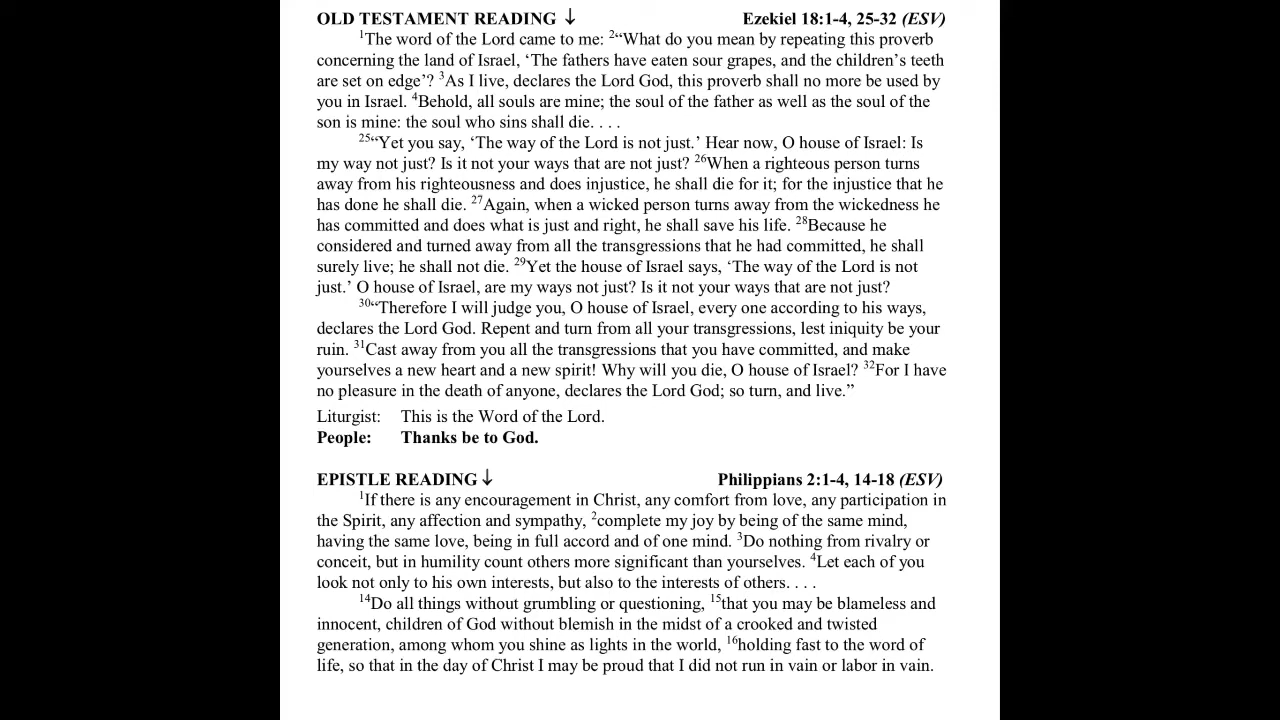 OLD TESTAMENT READING ↓ Ezekiel 18:1-4, 25-32 (ESV)
¹The word of the Lord came to me: ²“What do you mean by repeating this proverb
concerning the land of Israel, ‘The fathers have eaten sour grapes, and the children’s teeth
are set on edge’? ³As I live, declares the Lord God, this proverb shall no more be used by
you in Israel. ⁴Behold, all souls are mine; the soul of the father as well as the soul of the
son is mine: the soul who sins shall die. . . .
²⁵“Yet you say, ‘The way of the Lord is not just.’ Hear now, O house of Israel: Is
my way not just? Is it not your ways that are not just? ²⁶When a righteous person turns
away from his righteousness and does injustice, he shall die for it; for the injustice that he
has done he shall die. ²⁷Again, when a wicked person turns away from the wickedness he
has committed and does what is just and right, he shall save his life. ²⁸Because he
considered and turned away from all the transgressions that he had committed, he shall
surely live; he shall not die. ²⁹Yet the house of Israel says, ‘The way of the Lord is not
just.’ O house of Israel, are my ways not just? Is it not your ways that are not just?
³⁰“Therefore I will judge you, O house of Israel, every one according to his ways,
declares the Lord God. Repent and turn from all your transgressions, lest iniquity be your
ruin. ³¹Cast away from you all the transgressions that you have committed, and make
yourselves a new heart and a new spirit! Why will you die, O house of Israel? ³²For I have
no pleasure in the death of anyone, declares the Lord God; so turn, and live.”
Liturgist: This is the Word of the Lord.
People: Thanks be to God.
EPISTLE READING ↓ Philippians 2:1-4, 14-18 (ESV)
¹If there is any encouragement in Christ, any comfort from love, any participation in
the Spirit, any affection and sympathy, ²complete my joy by being of the same mind,
having the same love, being in full accord and of one mind. ³Do nothing from rivalry or
conceit, but in humility count others more significant than yourselves. ⁴Let each of you
look not only to his own interests, but also to the interests of others. . . .
¹⁴Do all things without grumbling or questioning, ¹⁵that you may be blameless and
innocent, children of God without blemish in the midst of a crooked and twisted
generation, among whom you shine as lights in the world, ¹⁶holding fast to the word of
life, so that in the day of Christ I may be proud that I did not run in vain or labor in vain.